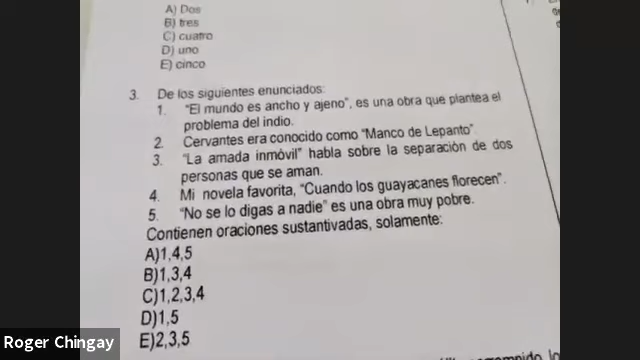 A) Dos
B) tres
C) cuatro
D) uno
E) cinco
3. De los siguientes enunciados:
1. "El mundo es ancho y ajeno", es una obra que plantea el
problema del indio.
2. Cervantes era conocido como "Manco de Lepanto".
3. "La amada inmóvil" habla sobre la separación de dos
personas que se aman.
4. Mi novela favorita, "Cuando los guayacanes florecen".
5. "No se lo digas a nadie" es una obra muy pobre.
Contienen oraciones sustantivadas, solamente:
A)1,4,5
B)1,3,4
C)1,2,3,4
D)1,5
E)2,3,5
Roger Chingay